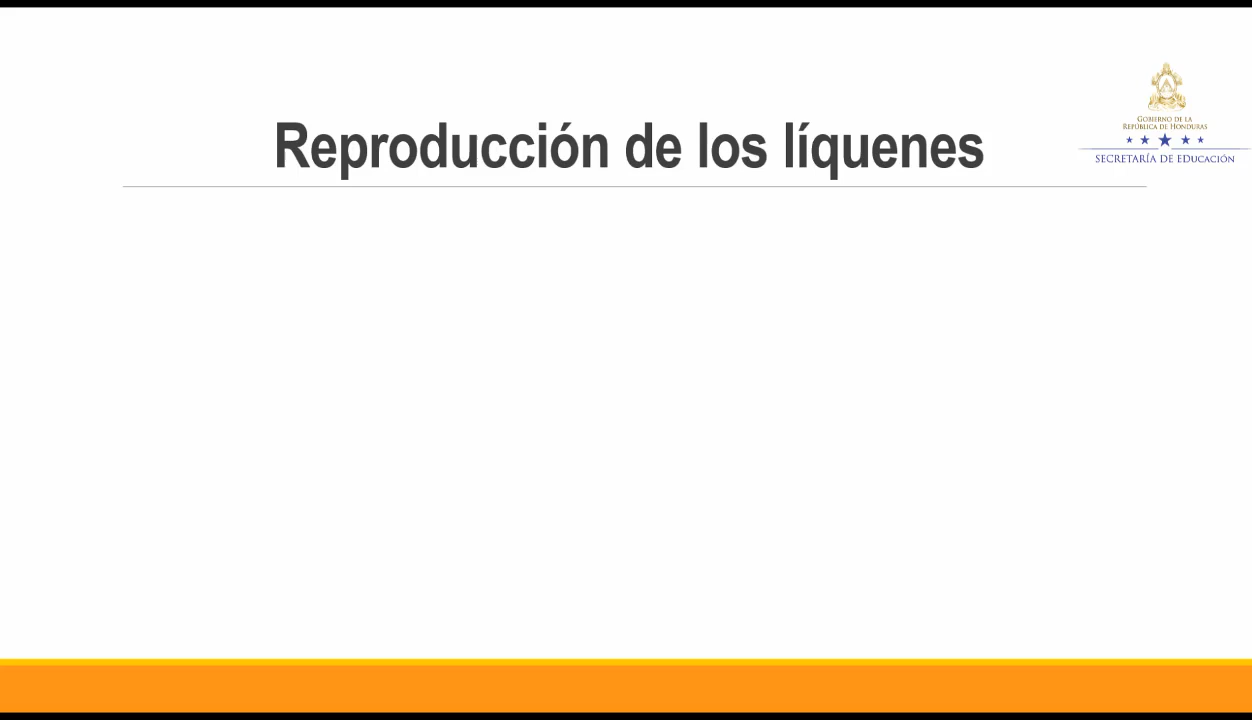 Reproducción de los líquenes
GOBIERNO DE LA
REPÚBLICA DE HONDURAS
SECRETARÍA DE EDUCACIÓN